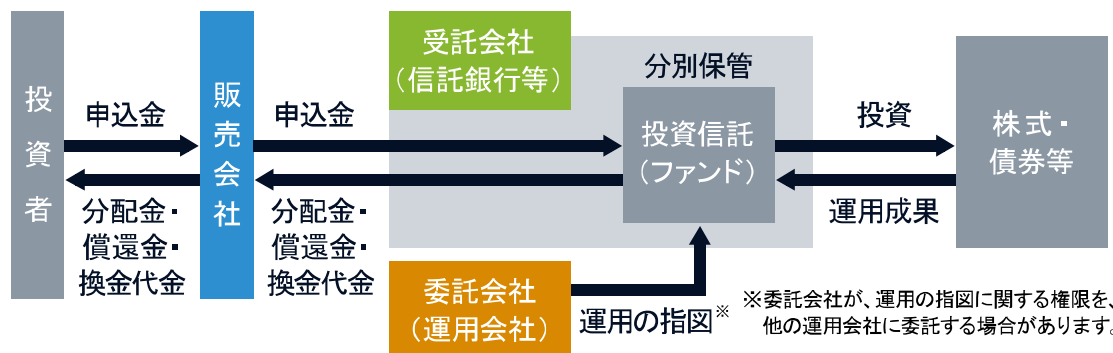 投資者
申込金
分配金・
償還金・
換金代金
販売会社
申込金
分配金・
償還金・
換金代金
受託会社
（信託銀行等）
分別保管
投資信託
（ファンド）
委託会社
（運用会社）
運用の指図※
投資
運用成果
株式・
債券等
※委託会社が、運用の指図に関する権限を、
他の運用会社に委託する場合があります。